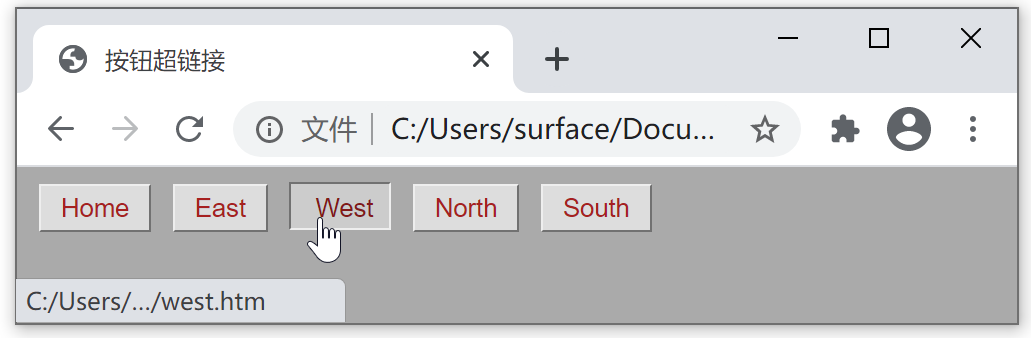 按钮超链接
文件 C:/Users/surface/Docu...
Home East West North South
C:/Users/.../west.htm